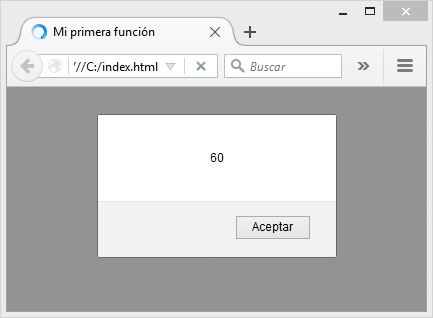 Mi primera función
'//C:/index.html
Buscar
60
Aceptar